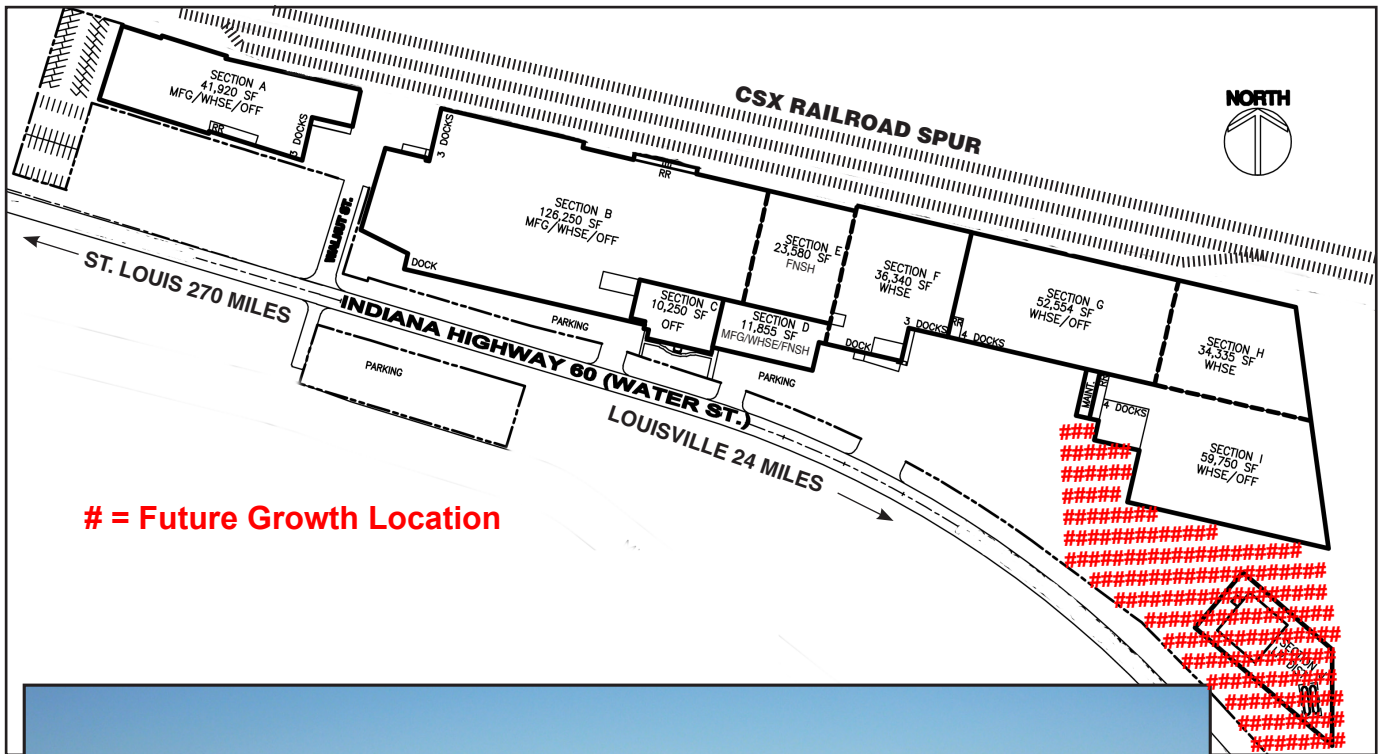 SECTION A
41,920 SF
MFG/WHSE/OFF
RR
3 DOCKS
CSX RAILROAD SPUR
NORTH
3 DOCKS
RR
SECTION B
126,250 SF
MFG/WHSE/OFF
DOCK
WALNUT ST.
SECTION E
23,580 SF
FNSH
SECTION F
36,340 SF
WHSE
SECTION G
52,554 SF
WHSE/OFF
SECTION H
34,335 SF
WHSE
SECTION C
10,250 SF
OFF
SECTION D
11,855 SF
MFG/WHSE/FNSH
DOCK
3 DOCKS
RR
4 DOCKS
MAINT.
RR
4 DOCKS
SECTION I
59,750 SF
WHSE/OFF
PARKING
PARKING
PARKING
ST. LOUIS 270 MILES
INDIANA HIGHWAY 60 (WATER ST.)
LOUISVILLE 24 MILES
# = Future Growth Location
SECTION